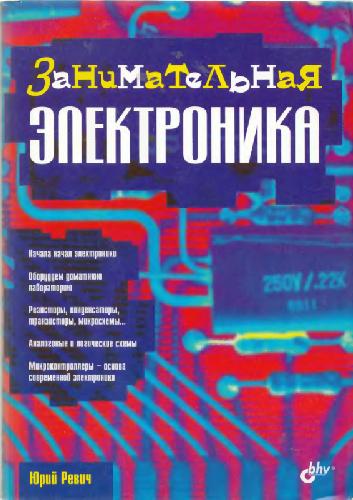 Занимательная
ЭЛЕКТРОНИКА
Начала начал электроники
Оборудуем домашнюю
лабораторию
Резисторы, конденсаторы,
транзисторы, микросхемы...
Аналоговые и логические схемы
Микроконтроллеры – основа
современной электроники
250V/.22K
Юрий Ревич
bhv®